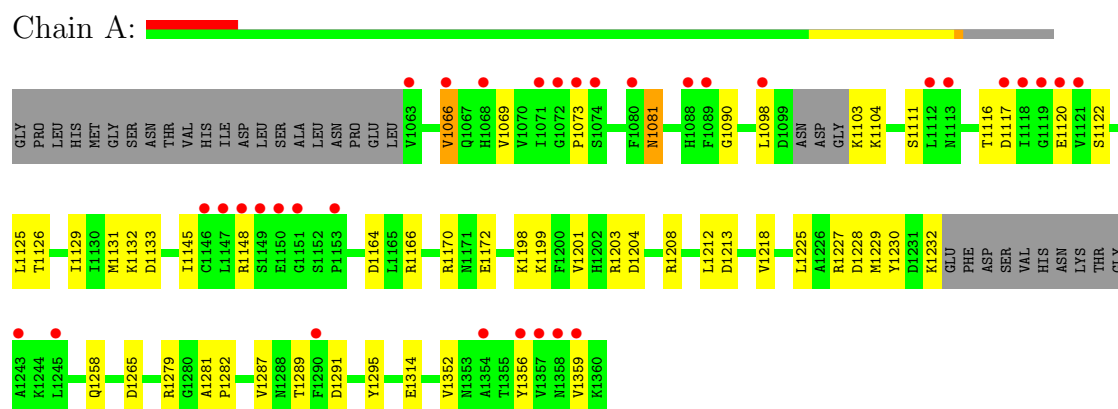 Chain A:
GLY PRO LEU HIS MET GLY SER ASN THR VAL HIS ILE ASP LEU SER ALA LEU ASN PRO GLU LEU V1063 V1066 Q1067 H1068 V1069 V1070 I1071 G1072 P1073 S1074 F1080 N1081 H1088 F1089 G1090 L1098 D1099 ASN ASP GLY K1103 K1104 S1111 L1112 N1113 T1116 D1117 I1118 G1119 E1120 V1121 S1122
L1125 T1126 I1129 I1130 M1131 K1132 D1133 I1145 C1146 L1147 R1148 S1149 E1150 G1151 S1152 P1153 D1164 L1165 R1166 R1170 N1171 E1172 K1198 K1199 F1200 V1201 H1202 R1203 D1204 R1208 L1212 D1213 V1218 L1225 A1226 R1227 D1228 M1229 Y1230 D1231 K1232 GLU PHE ASP SER VAL HIS ASN LYS THR GLY
A1243 K1244 L1245 Q1258 D1265 R1279 G1280 A1281 P1282 V1287 N1288 T1289 F1290 D1291 Y1295 E1314 V1352 N1353 A1354 T1355 Y1356 V1357 N1358 V1359 K1360